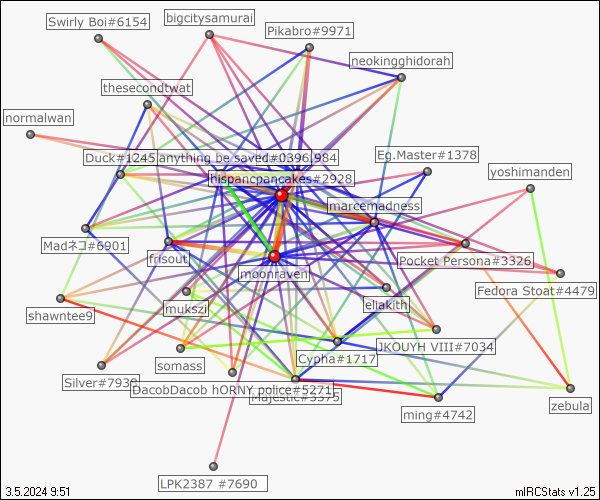 Swirly Boi#6154
bigcitysamurai
Pikabro#9971
neokingghidorah
thesecondtwat
normalwan
Duck#1245
anything be saved#0396
984
Eg.Master#1378
hispancpancakes#2928
yoshimanden
marcemadness
Madネコ#6901
frisout
Pocket Persona#3326
moonraven
Fedora Stoat#4479
mukszi
eliakith
shawntee9
JKOUYH VIII#7034
Cypha#1717
somass
Silver#7938
DacobDacob hORNY police#5271
Majestic#3375
ming#4742
zebula
LPK2387 #7690
3.5.2024 9:51
mIRCStats v1.25